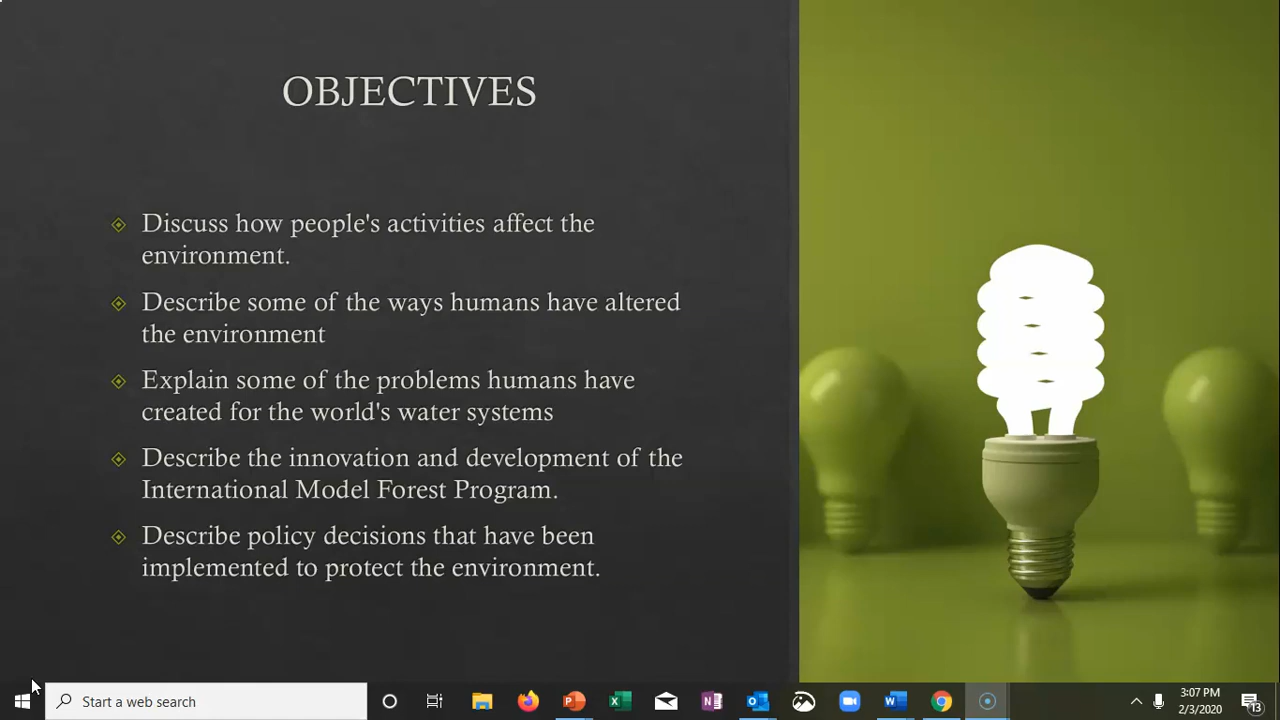 OBJECTIVES
Discuss how people's activities affect the
environment.
Describe some of the ways humans have altered
the environment
Explain some of the problems humans have
created for the world's water systems
Describe the innovation and development of the
International Model Forest Program.
Describe policy decisions that have been
implemented to protect the environment.
Start a web search
3:07 PM
2/3/2020
13